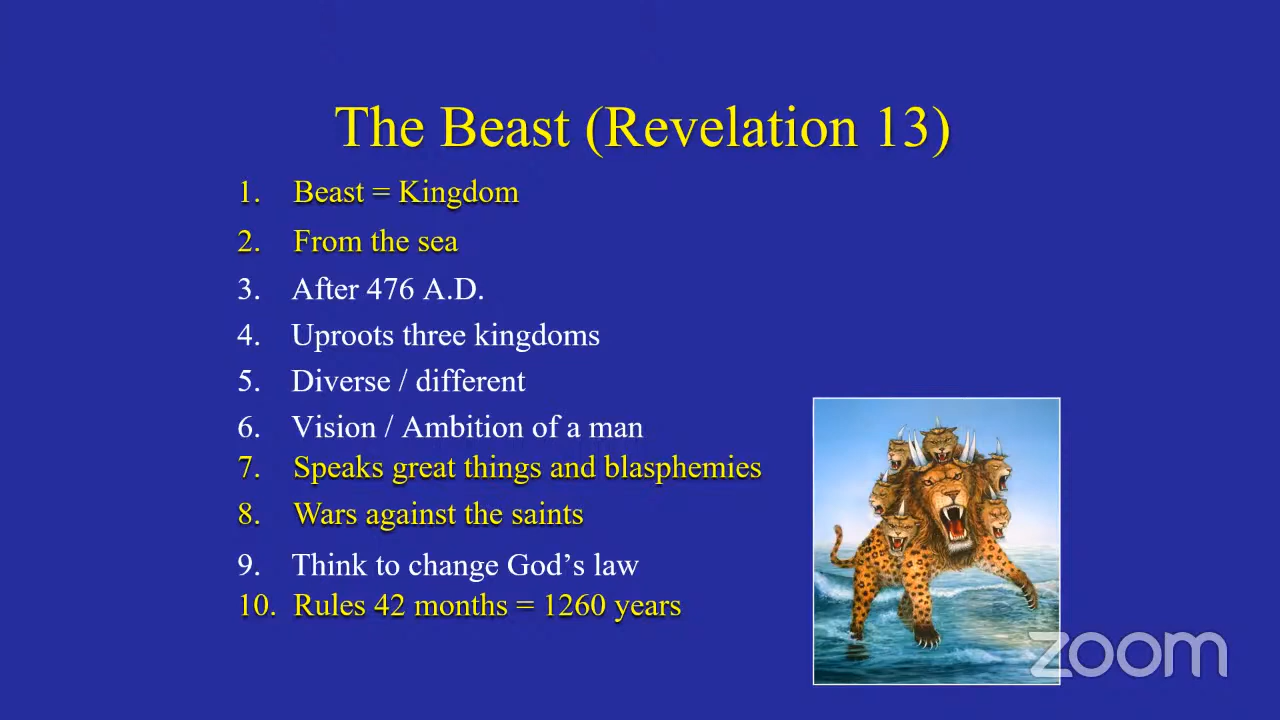 The Beast (Revelation 13)
1. Beast = Kingdom
2. From the sea
3. After 476 A.D.
4. Uproots three kingdoms
5. Diverse / different
6. Vision / Ambition of a man
7. Speaks great things and blasphemies
8. Wars against the saints
9. Think to change God’s law
10. Rules 42 months = 1260 years
zoom